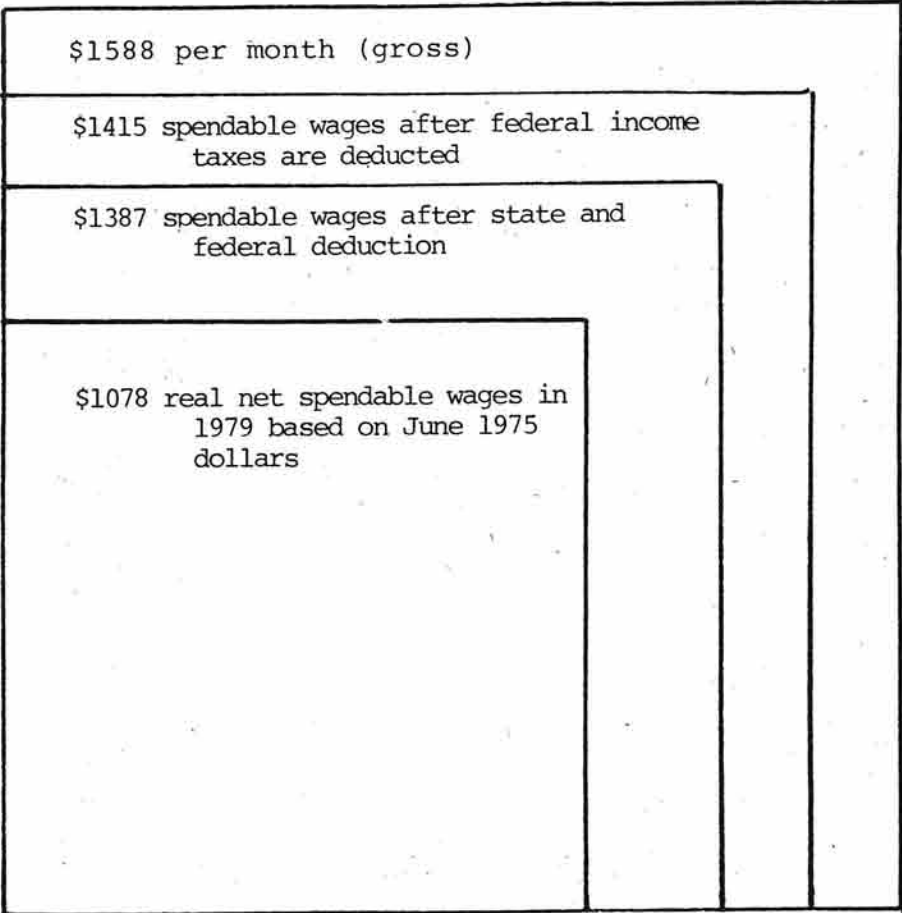 $1588 per month (gross)
$1415 spendable wages after federal income
taxes are deducted
$1387 spendable wages after state and
federal deduction
$1078 real net spendable wages in
1979 based on June 1975
dollars